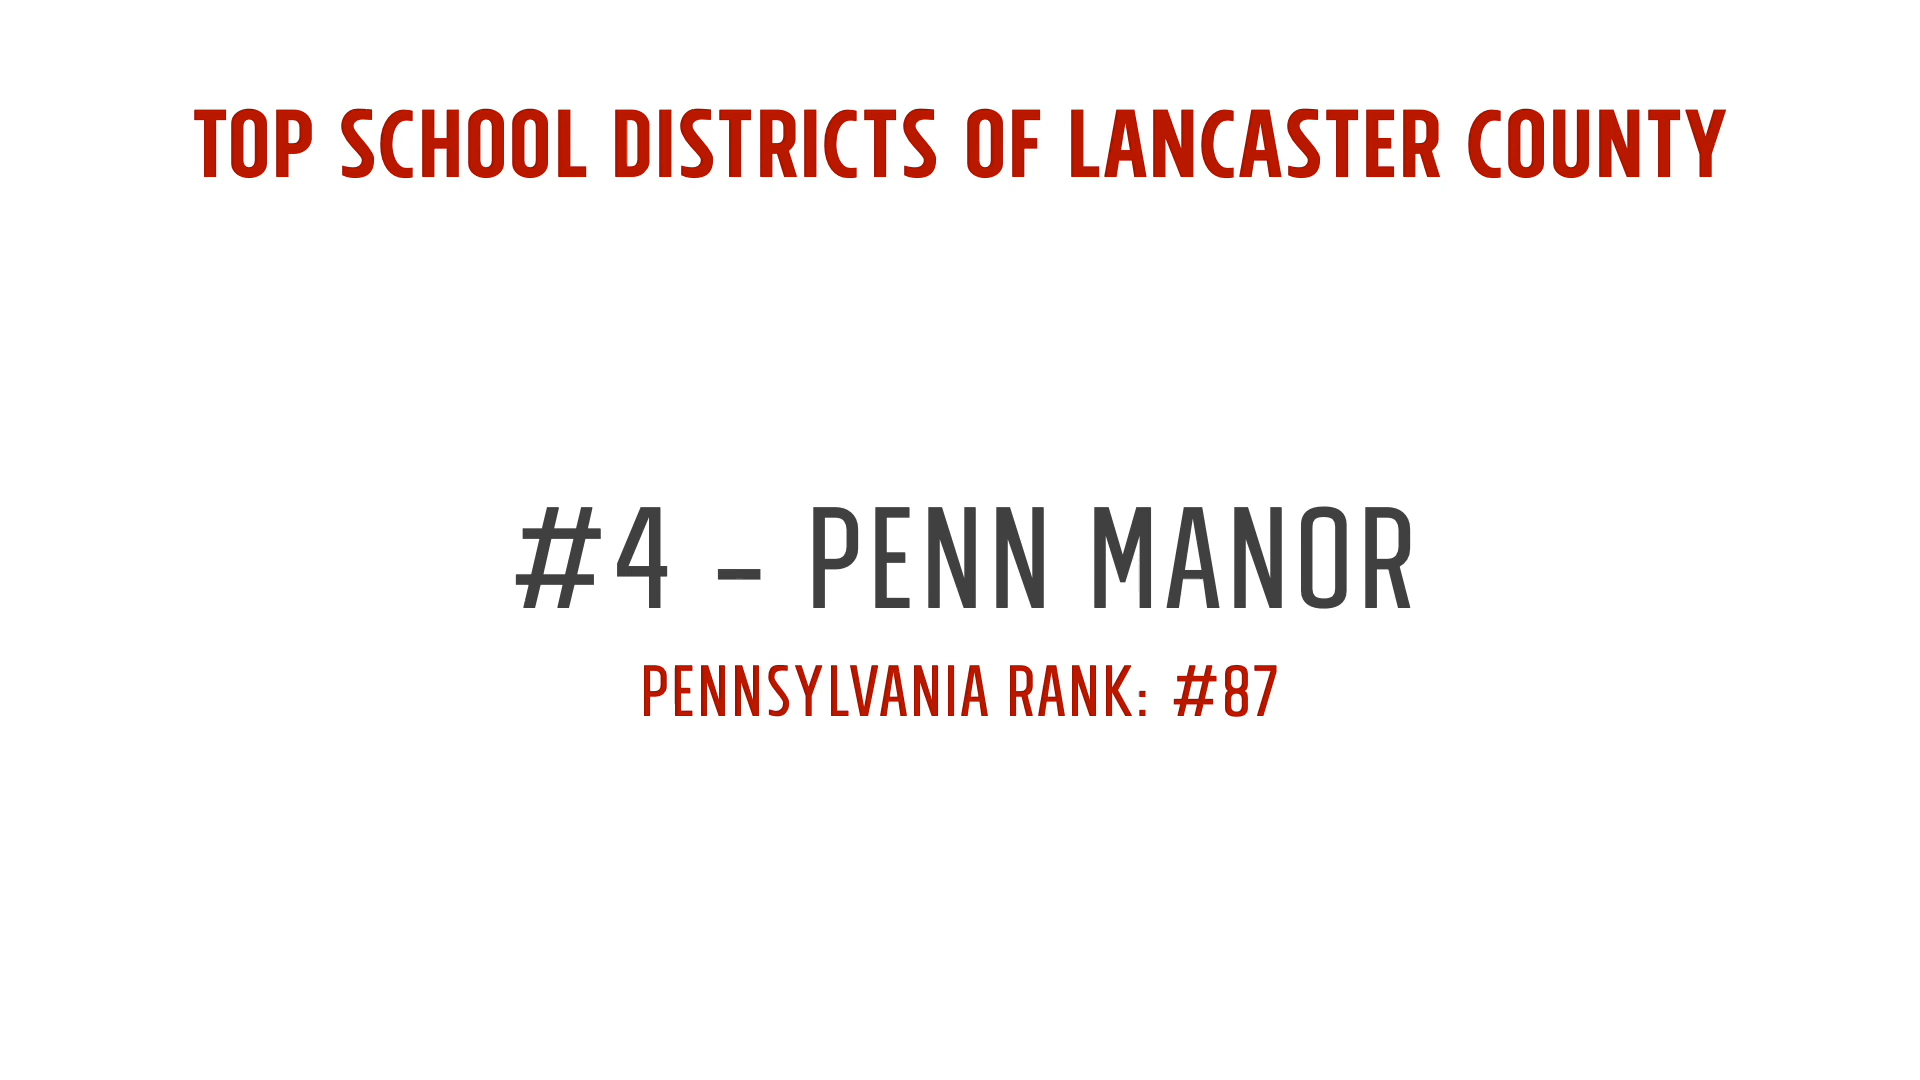 TOP SCHOOL DISTRICTS OF LANCASTER COUNTY
#4 – PENN MANOR
PENNSYLVANIA RANK: #87